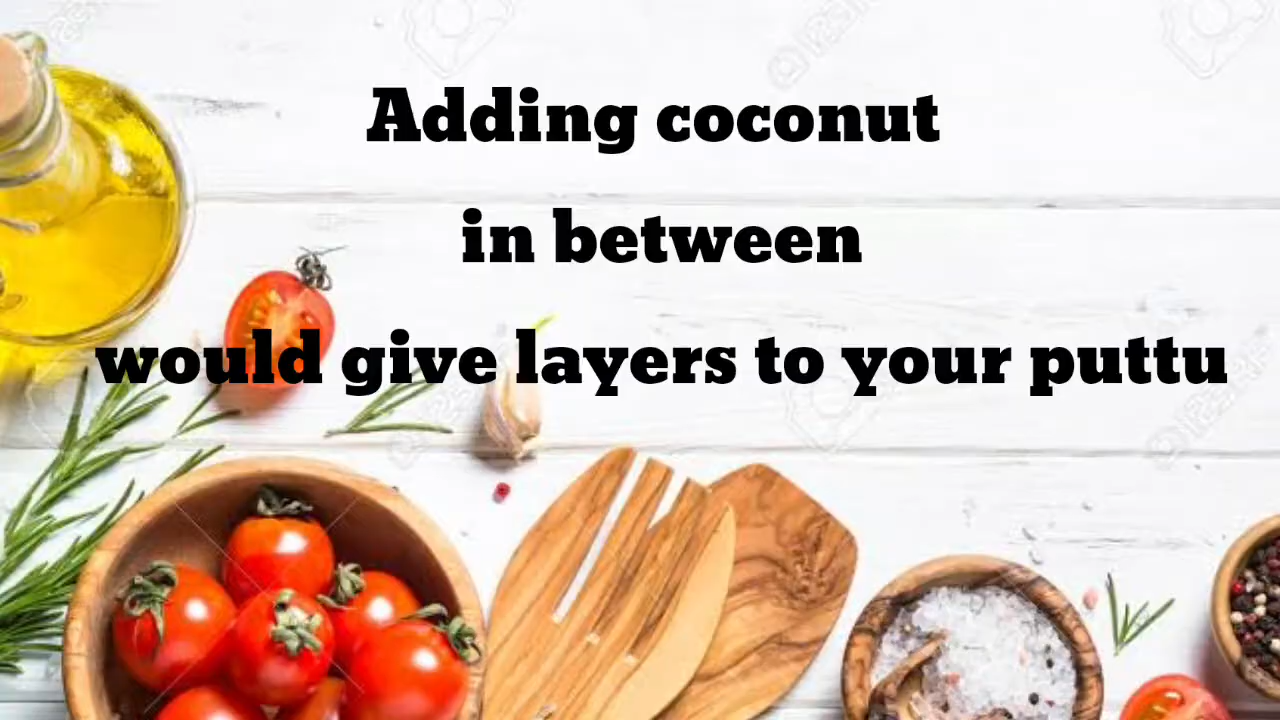 Adding coconut
in between
would give layers to your puttu